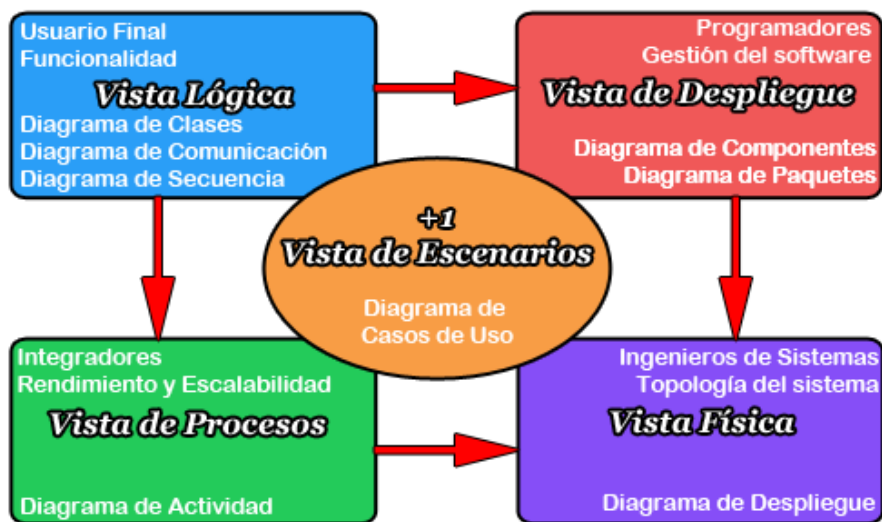 Usuario Final
Funcionalidad
Vista Lógica
Diagrama de Clases
Diagrama de Comunicación
Diagrama de Secuencia
Programadores
Gestión del software
Vista de Despliegue
Diagrama de Componentes
Diagrama de Paquetes
+1
Vista de Escenarios
Diagrama de
Casos de Uso
Integradores
Rendimiento y Escalabilidad
Vista de Procesos
Diagrama de Actividad
Ingenieros de Sistemas
Topología del sistema
Vista Física
Diagrama de Despliegue